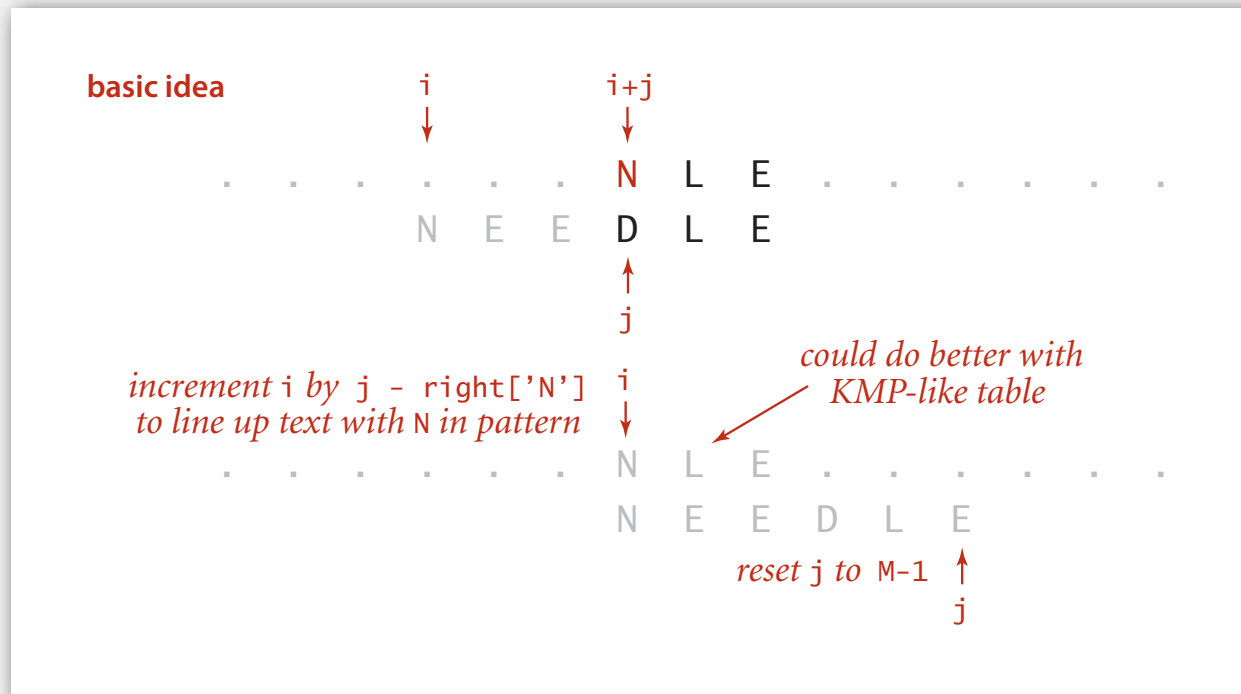 basic idea i i+j
. . . . . . N L E . . . . . .
N E E D L E
j
could do better with
KMP-like table
increment i by j - right['N'] i
to line up text with N in pattern
. . . . . . N L E . . . . . .
N E E D L E
reset j to M-1
j